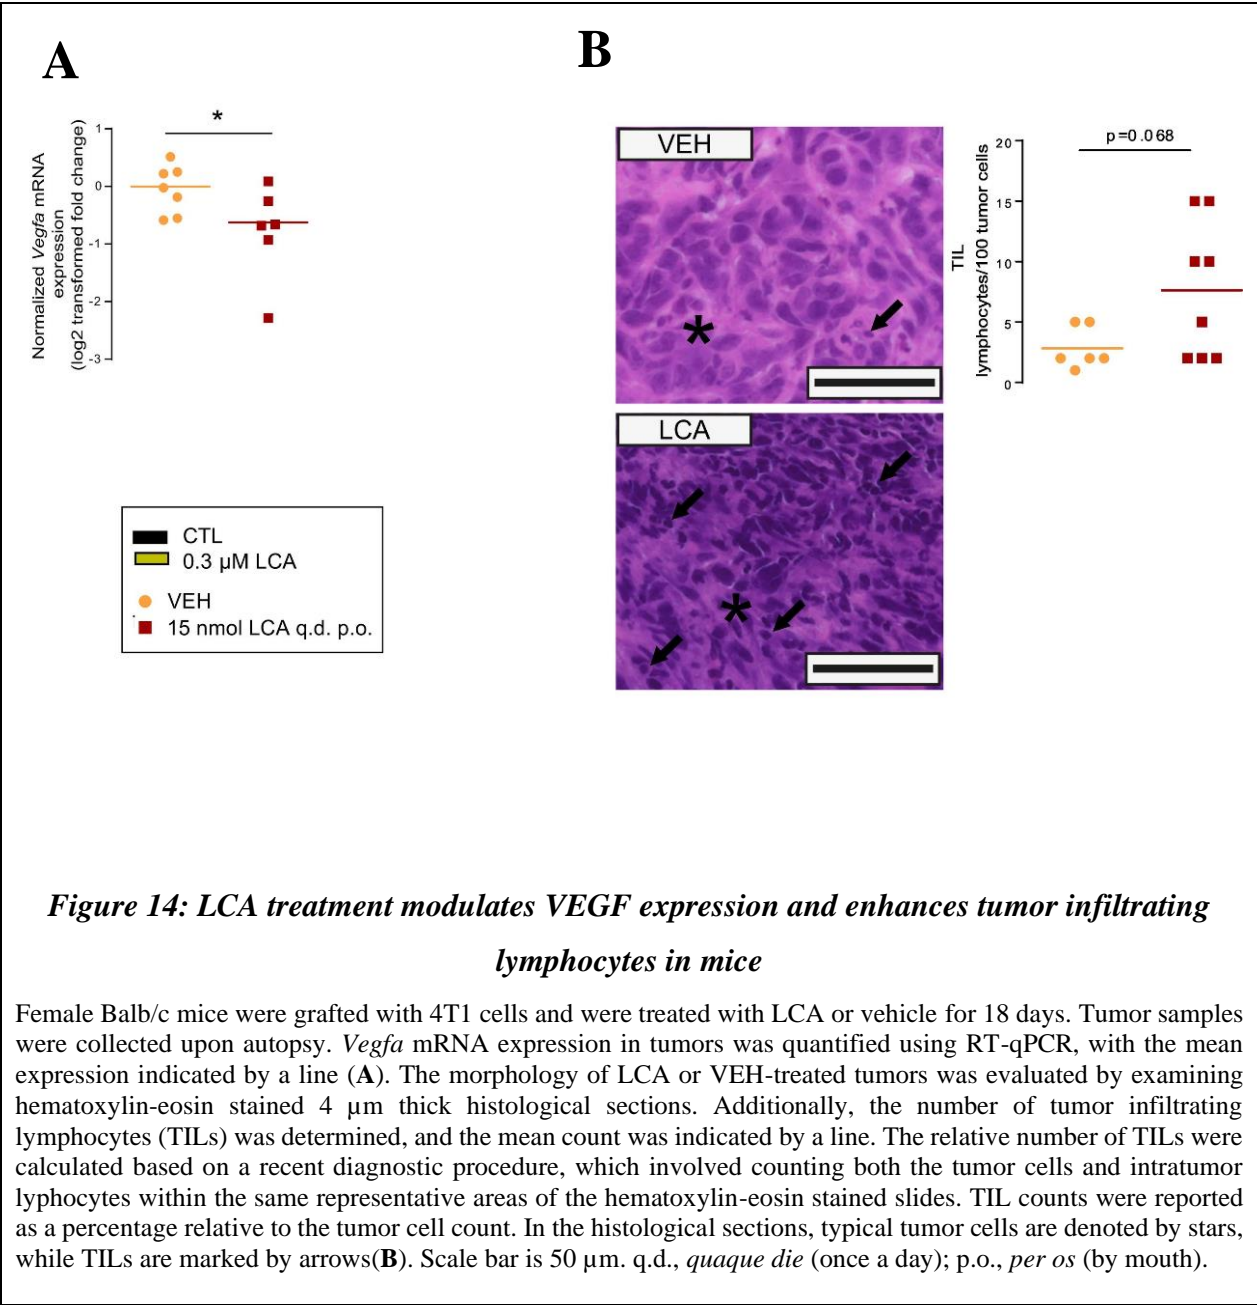 A
B
*
Normalized Vegfa mRNA
expression
(log2 transformed fold change)
1
0
-1
-2
-3
CTL
0.3 µM LCA
VEH
15 nmol LCA q.d. p.o.
VEH
*
LCA
*
p=0.068
TIL
lymphocytes/100 tumor cells
20
15
10
5
0
Figure 14: LCA treatment modulates VEGF expression and enhances tumor infiltrating
lymphocytes in mice
Female Balb/c mice were grafted with 4T1 cells and were treated with LCA or vehicle for 18 days. Tumor samples
were collected upon autopsy. Vegfa mRNA expression in tumors was quantified using RT-qPCR, with the mean
expression indicated by a line (A). The morphology of LCA or VEH-treated tumors was evaluated by examining
hematoxylin-eosin stained 4 µm thick histological sections. Additionally, the number of tumor infiltrating
lymphocytes (TILs) was determined, and the mean count was indicated by a line. The relative number of TILs were
calculated based on a recent diagnostic procedure, which involved counting both the tumor cells and intratumor
lyphocytes within the same representative areas of the hematoxylin-eosin stained slides. TIL counts were reported
as a percentage relative to the tumor cell count. In the histological sections, typical tumor cells are denoted by stars,
while TILs are marked by arrows(B). Scale bar is 50 µm. q.d., quaque die (once a day); p.o., per os (by mouth).